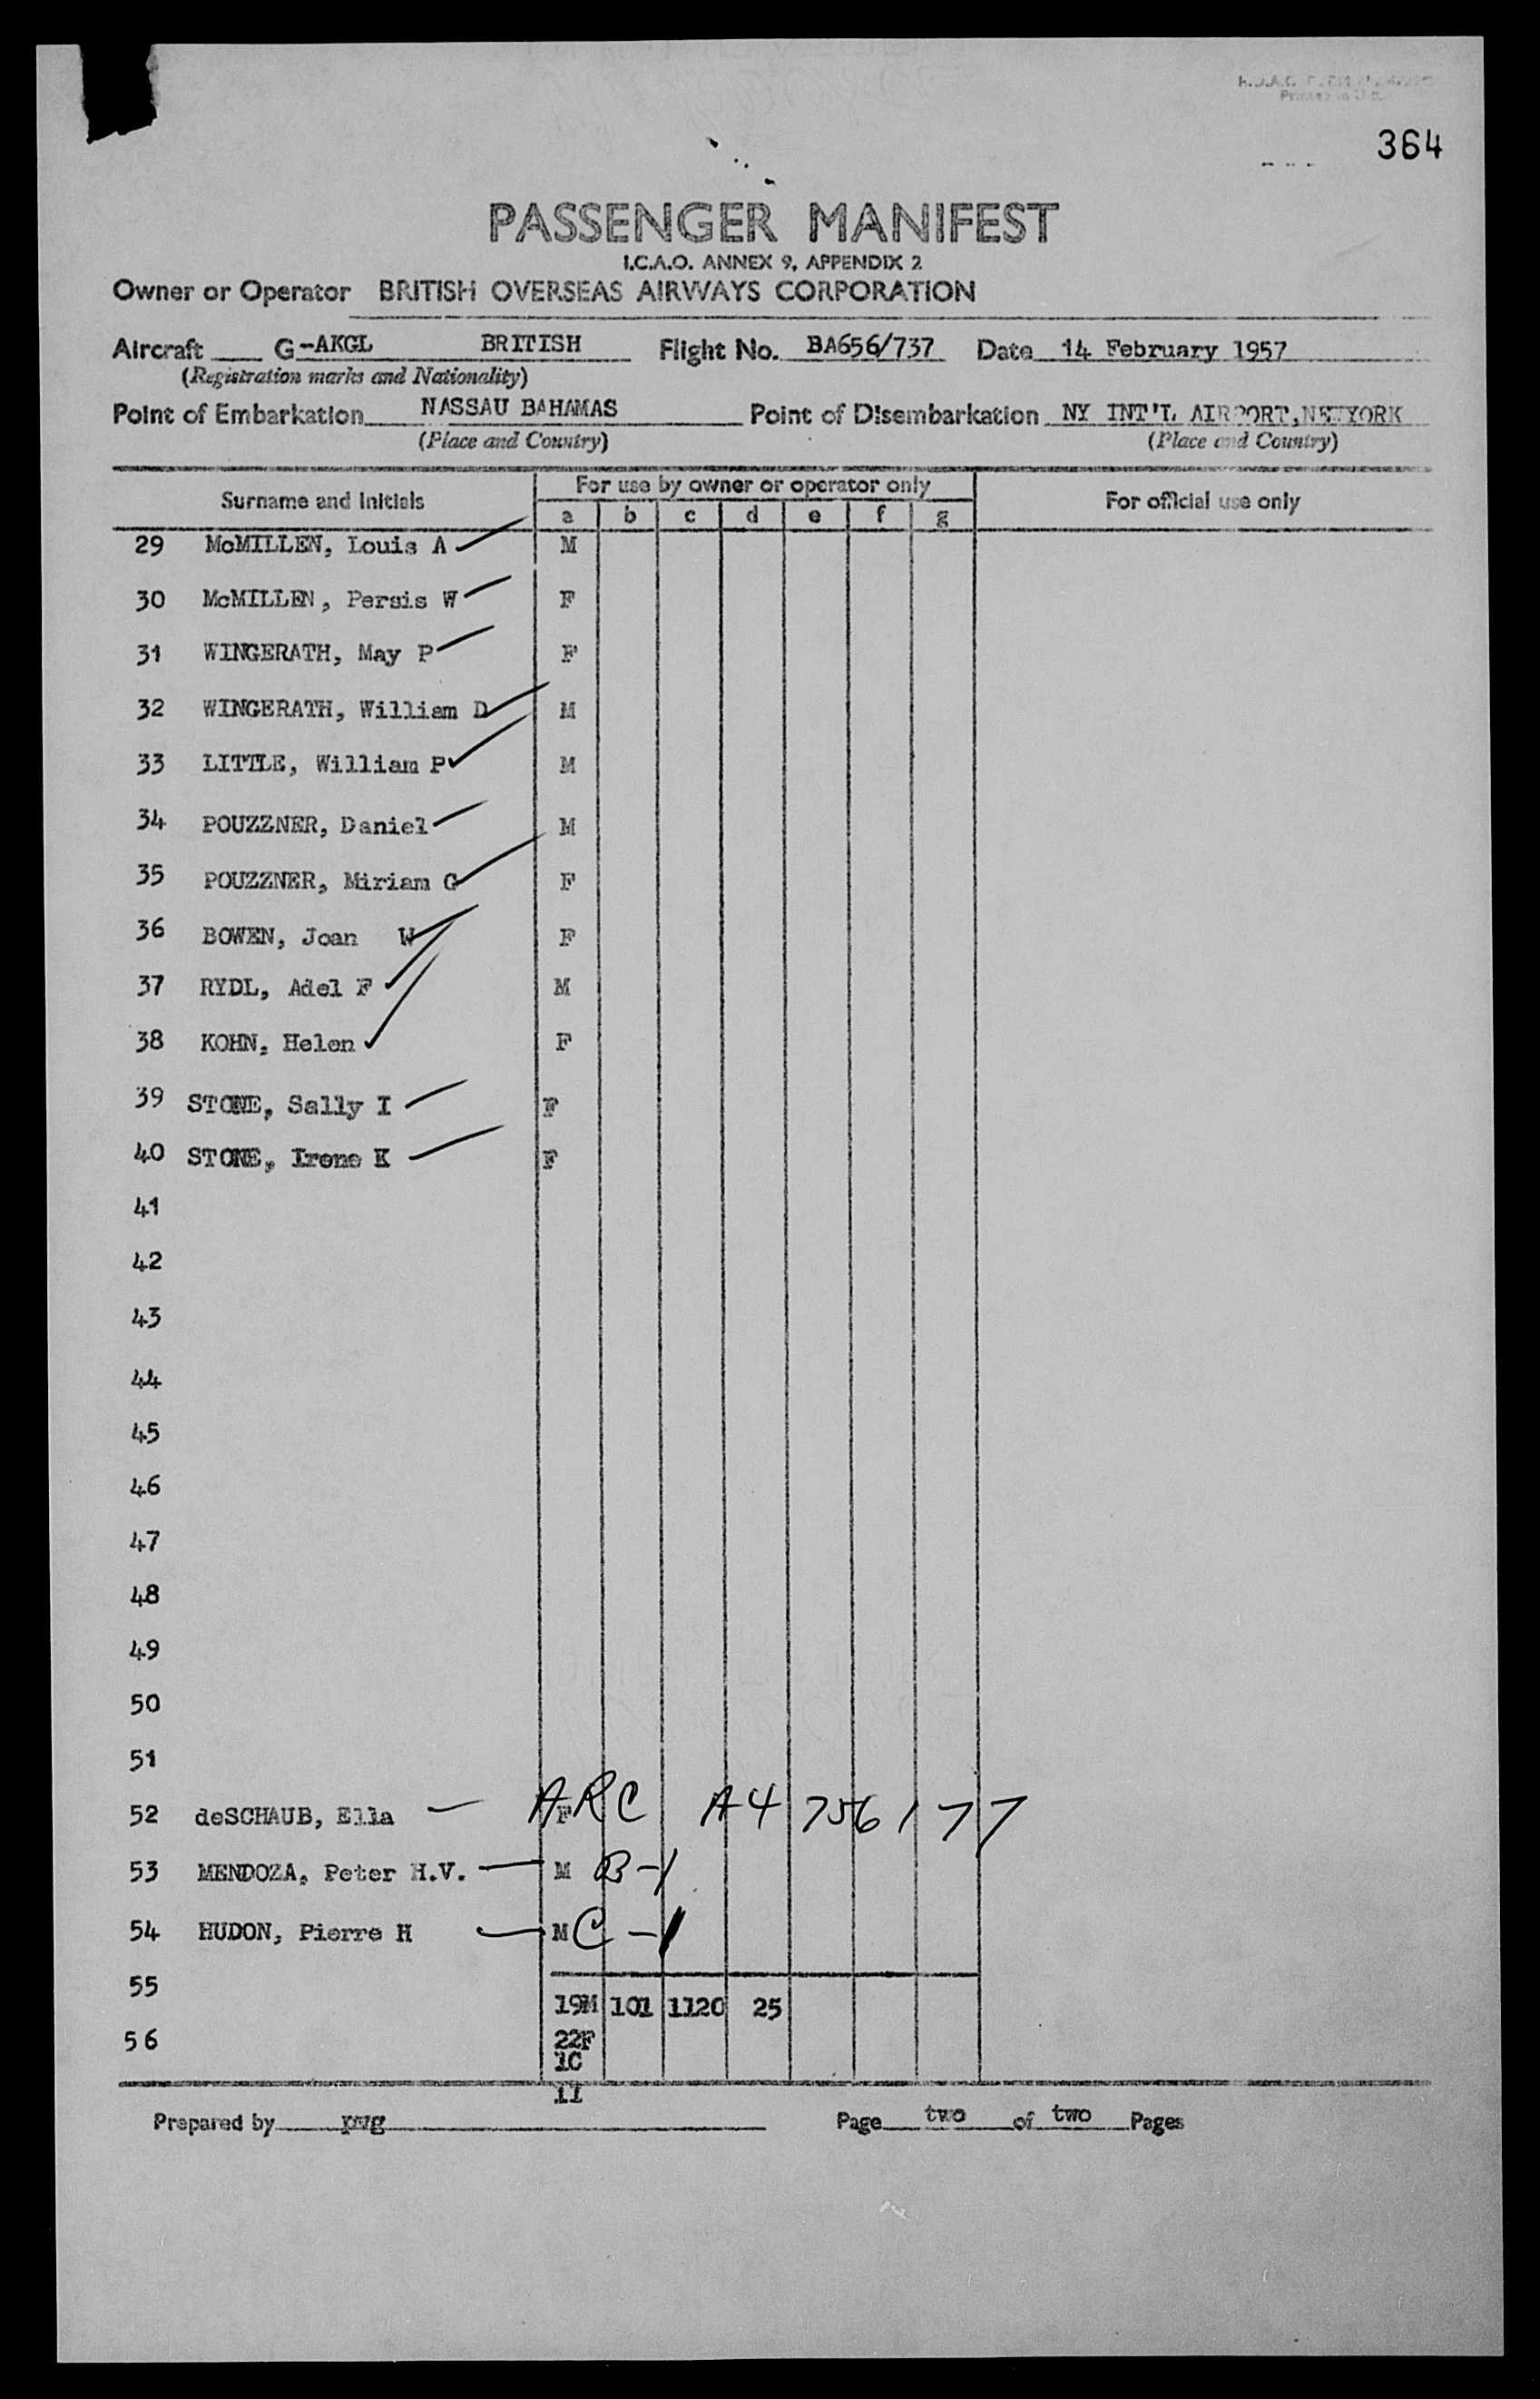 364
PASSENGER MANIFEST
I.C.A.O. ANNEX 9, APPENDIX 2
Owner or Operator BRITISH OVERSEAS AIRWAYS CORPORATION
Aircraft G-AKGL BRITISH Flight No. BA656/737 Date 14 February 1957
(Registration marks and Nationality)
Point of Embarkation NASSAU BAHAMAS Point of Disembarkation NY INT'L AIRPORT,NEWYORK
(Place and Country) (Place and Country)
Surname and Initials For use by owner or operator only For official use only
a b c d e f g
29 McMILLEN, Louis A M
30 McMILLEN, Persis W F
31 WINGERATH, May P F
32 WINGERATH, William D M
33 LITTLE, William P M
34 POUZZNER, Daniel M
35 POUZZNER, Miriam G F
36 BOWEN, Joan W F
37 RYDL, Adel F M
38 KOHN, Helen F
39 STONE, Sally I F
40 STONE, Irene K F
41
42
43
44
45
46
47
48
49
50
51
52 deSCHAUB, Ella F ARC A4 756 177
53 MENDOZA, Peter H.V. M B-1
54 HUDON, Pierre H M C-1
55
19M 101 1120 25
56 22F
1C
1I
Prepared by Page two of two Pages